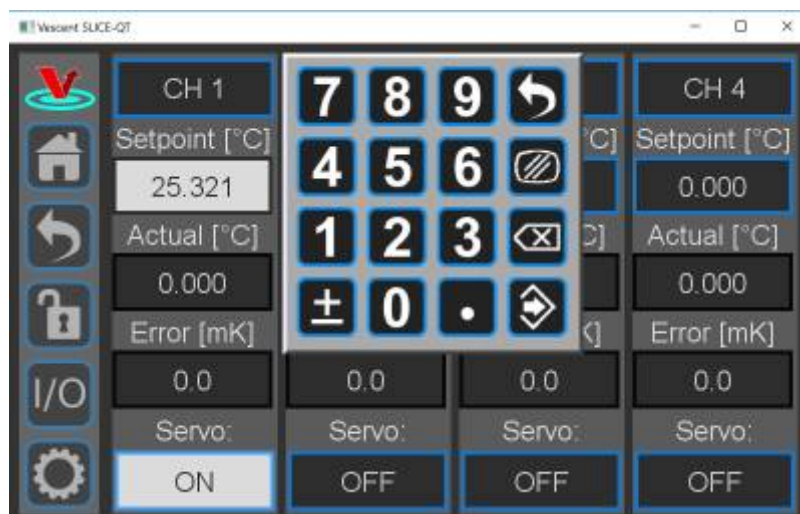 Vescent SLICE-QT
CH 1
CH 4
7 8 9
Setpoint [°C]
°C]
Setpoint [°C]
4 5 6
25.321
0.000
Actual [°C]
C]
Actual [°C]
1 2 3
0.000
0.000
± 0 .
Error [mK]
K]
Error [mK]
I/O
0.0
0.0
0.0
0.0
Servo:
Servo:
Servo:
Servo:
ON
OFF
OFF
OFF